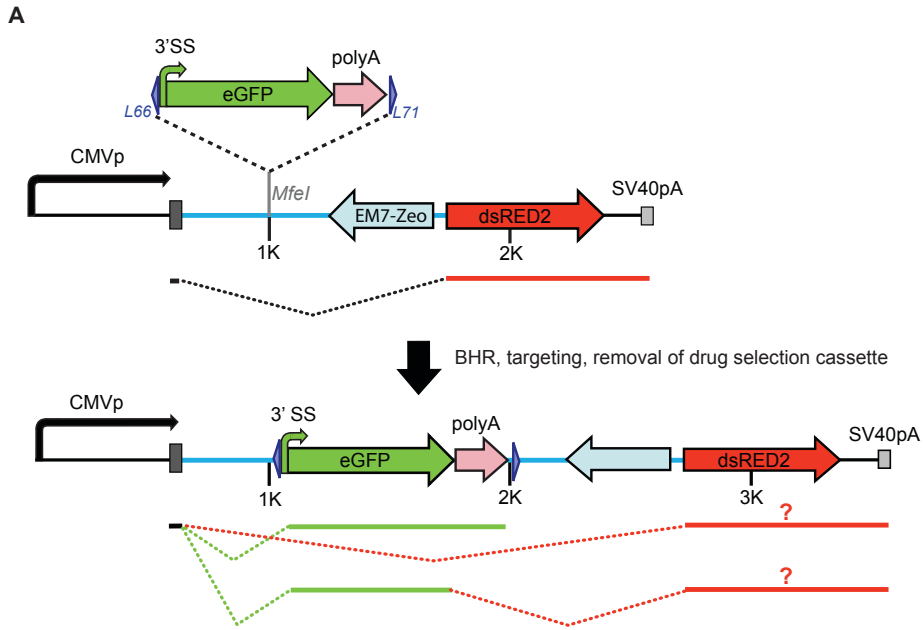 A
3'SS
polyA
eGFP
L66
L71
CMVp
MfeI
SV40pA
EM7-Zeo
dsRED2
1K
2K
BHR, targeting, removal of drug selection cassette
CMVp
3' SS
polyA
SV40pA
eGFP
dsRED2
1K
2K
3K
?
?